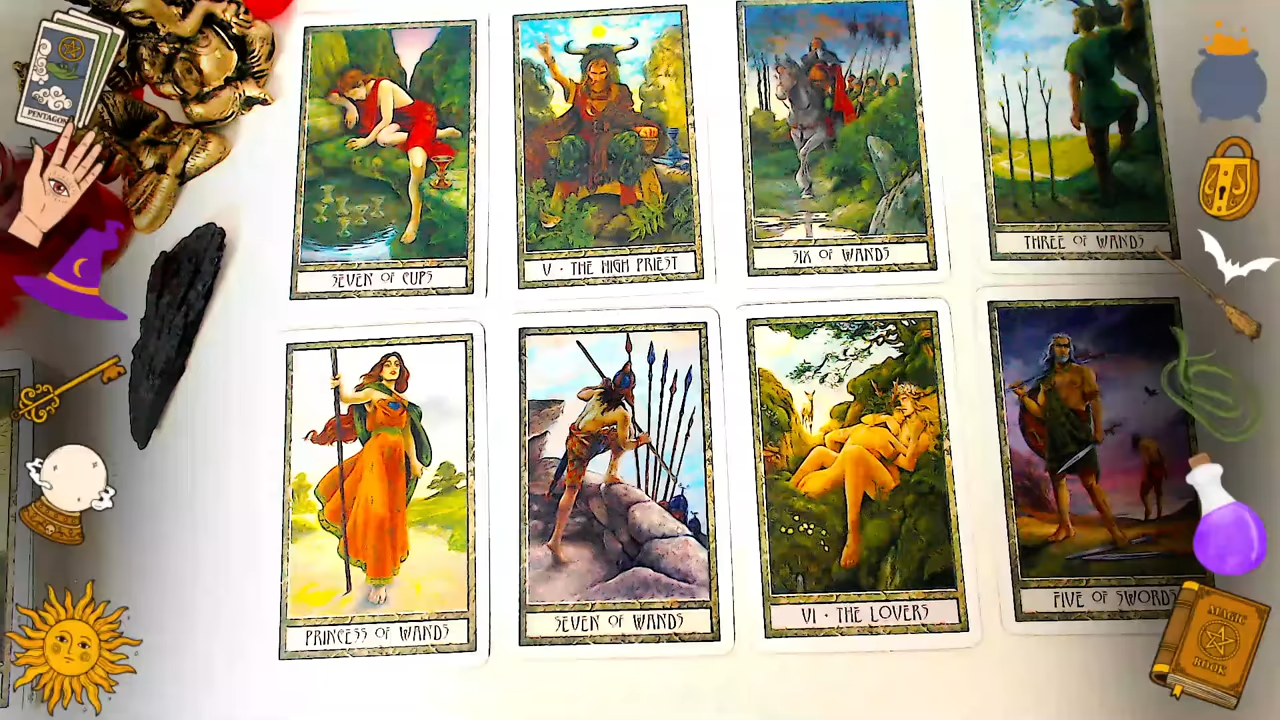 PENTACL
SEVEN OF CUPS
V · THE HIGH PRIEST
SIX OF WANDS
THREE OF WANDS
PRINCESS OF WANDS
SEVEN OF WANDS
VI · THE LOVERS
FIVE OF SWORDS
MAGIC
BOOK